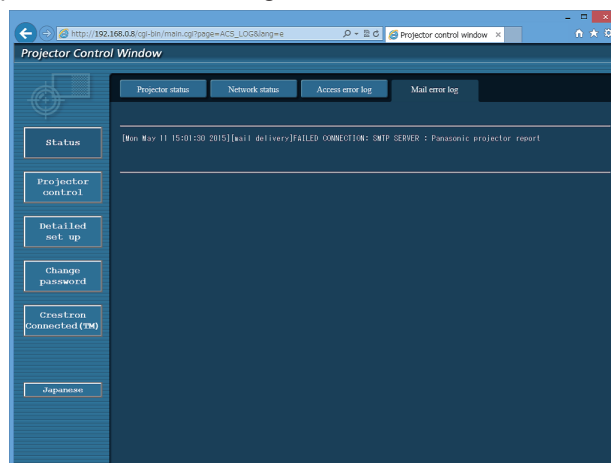 http://192.168.0.8/cgi-bin/main.cgi?page=ACS_LOG&lang=e
Projector control window
Projector Control Window
Projector status
Network status
Access error log
Mail error log
[Mon May 11 15:01:30 2015][mail delivery]FAILED CONNECTION: SMTP SERVER : Panasonic projector report
Status
Projector
control
Detailed
set up
Change
password
Crestron
Connected(TM)
Japanese